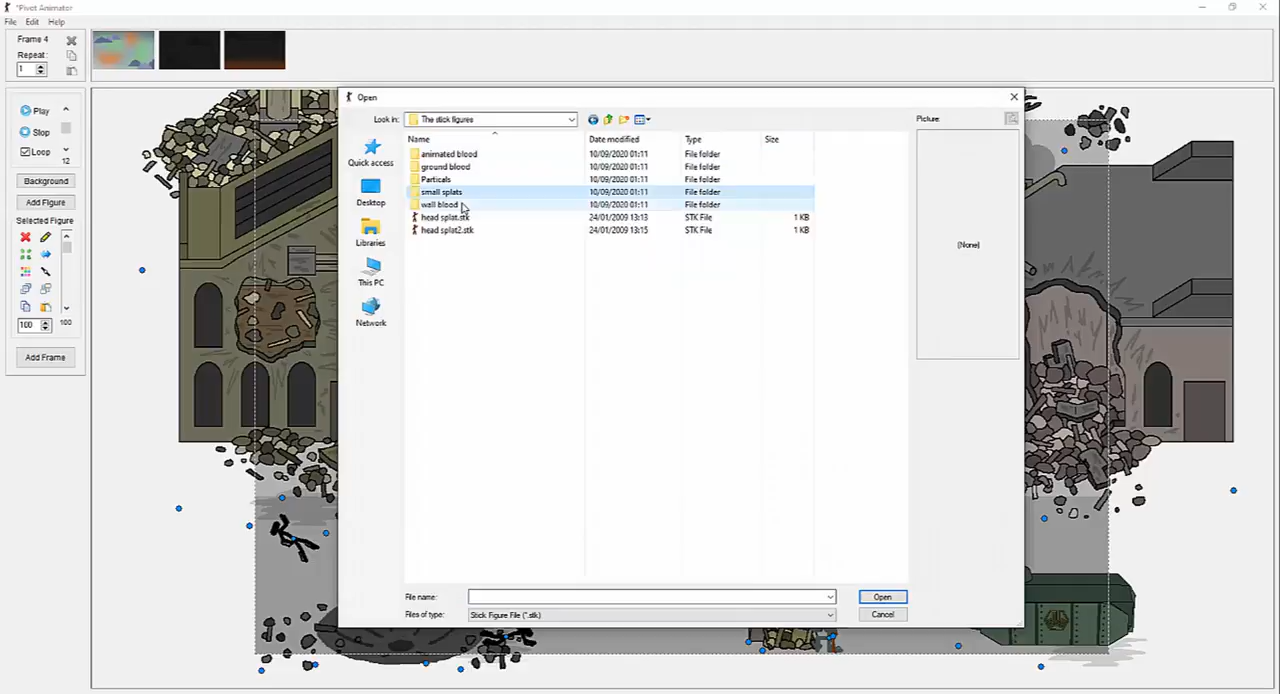 *Pivot Animator
File Edit Help
Frame 4
Repeat:
1
Play
Stop
Loop
12
Background
Add Figure
Selected Figure
100
100
Add Frame
Open
Look in:
The stick figures
Name
Date modified
Type
Size
animated blood 10/09/2020 01:11 File folder
ground blood 10/09/2020 01:11 File folder
Particals 10/09/2020 01:11 File folder
small splats 10/09/2020 01:11 File folder
wall blood 10/09/2020 01:11 File folder
head splat.stk 24/01/2009 13:13 STK File 1 KB
head splat2.stk 24/01/2009 13:15 STK File 1 KB
Quick access
Desktop
Libraries
This PC
Network
Picture:
(None)
File name:
Open
Files of type:
Stick Figure File (*.stk)
Cancel